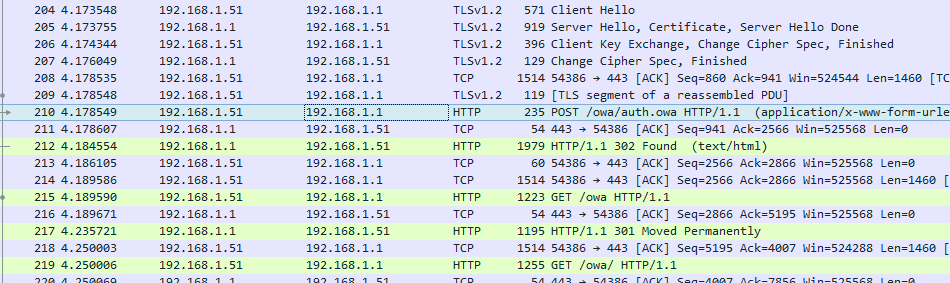 204 4.173548 192.168.1.51 192.168.1.1 TLSv1.2 571 Client Hello
205 4.173755 192.168.1.1 192.168.1.51 TLSv1.2 919 Server Hello, Certificate, Server Hello Done
206 4.174344 192.168.1.51 192.168.1.1 TLSv1.2 396 Client Key Exchange, Change Cipher Spec, Finished
207 4.176049 192.168.1.1 192.168.1.51 TLSv1.2 129 Change Cipher Spec, Finished
208 4.178535 192.168.1.51 192.168.1.1 TCP 1514 54386 → 443 [ACK] Seq=860 Ack=941 Win=524544 Len=1460 [TC
209 4.178548 192.168.1.51 192.168.1.1 TLSv1.2 119 [TLS segment of a reassembled PDU]
210 4.178549 192.168.1.51 192.168.1.1 HTTP 235 POST /owa/auth.owa HTTP/1.1 (application/x-www-form-urle
211 4.178607 192.168.1.1 192.168.1.51 TCP 54 443 → 54386 [ACK] Seq=941 Ack=2566 Win=525568 Len=0
212 4.184554 192.168.1.1 192.168.1.51 HTTP 1979 HTTP/1.1 302 Found (text/html)
213 4.186105 192.168.1.51 192.168.1.1 TCP 60 54386 → 443 [ACK] Seq=2566 Ack=2866 Win=525568 Len=0
214 4.189586 192.168.1.51 192.168.1.1 TCP 1514 54386 → 443 [ACK] Seq=2566 Ack=2866 Win=525568 Len=1460 [
215 4.189590 192.168.1.51 192.168.1.1 HTTP 1223 GET /owa HTTP/1.1
216 4.189671 192.168.1.1 192.168.1.51 TCP 54 443 → 54386 [ACK] Seq=2866 Ack=5195 Win=525568 Len=0
217 4.235721 192.168.1.1 192.168.1.51 HTTP 1195 HTTP/1.1 301 Moved Permanently
218 4.250003 192.168.1.51 192.168.1.1 TCP 1514 54386 → 443 [ACK] Seq=5195 Ack=4007 Win=524288 Len=1460 [
219 4.250006 192.168.1.51 192.168.1.1 HTTP 1255 GET /owa/ HTTP/1.1
220 4.250069 192.168.1.1 192.168.1.51 TCP 54 443 → 54386 [ACK] Seq=4007 Ack=7856 Win=525568 Len=0